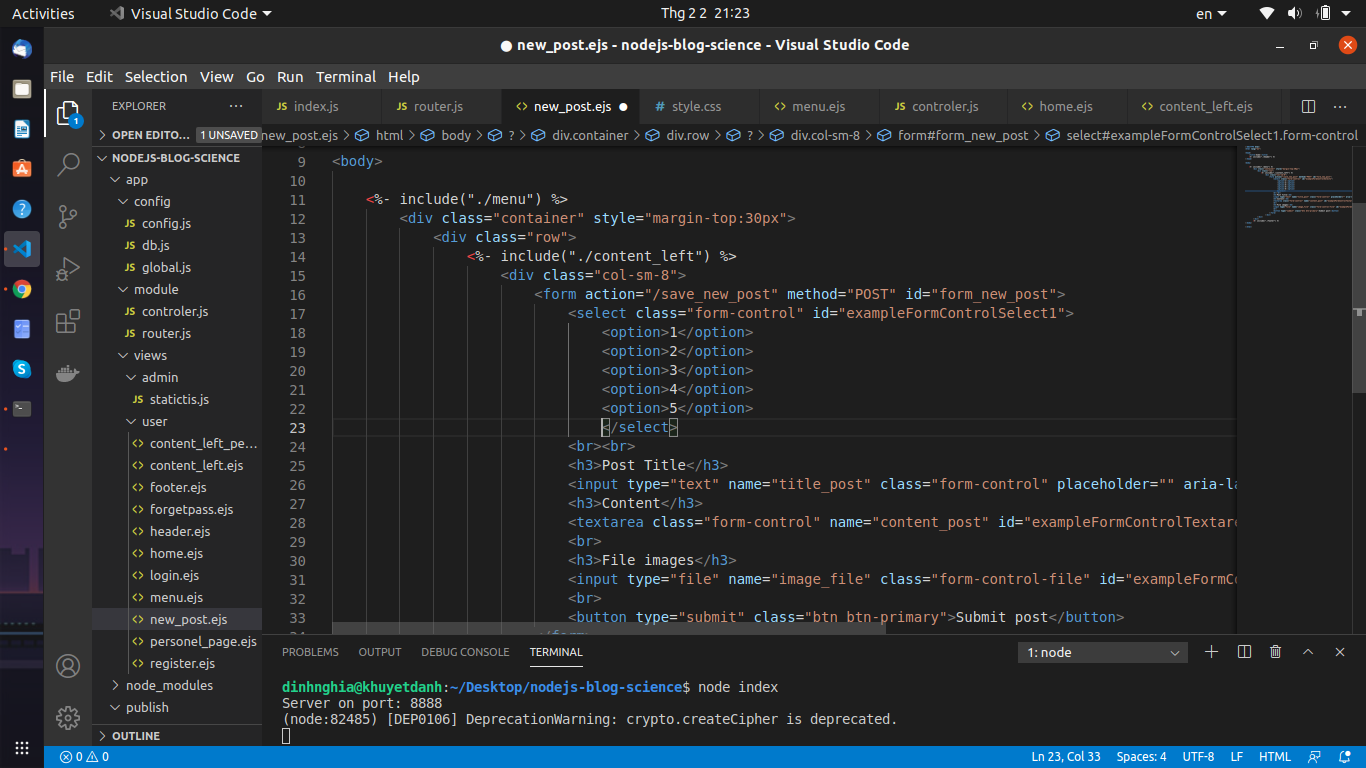 Activities
Visual Studio Code
Thg 2 2 21:23
en
● new_post.ejs - nodejs-blog-science - Visual Studio Code
File Edit Selection View Go Run Terminal Help
EXPLORER ···
JS index.js
JS router.js
<> new_post.ejs ●
# style.css
<> menu.ejs
JS controler.js
<> home.ejs
<> content_left.ejs
1
OPEN EDITO... 1 UNSAVED
new_post.ejs > html > body > ? > div.container > div.row > ? > div.col-sm-8 > form#form_new_post > select#exampleFormControlSelect1.form-control
NODEJS-BLOG-SCIENCE
app
config
JS config.js
JS db.js
JS global.js
module
JS controler.js
JS router.js
views
admin
JS statictis.js
user
<> content_left_pe...
<> content_left.ejs
<> footer.ejs
<> forgetpass.ejs
<> header.ejs
<> home.ejs
<> login.ejs
<> menu.ejs
<> new_post.ejs
<> personel_page.ejs
<> register.ejs
node_modules
publish
OUTLINE
9 <body>
10
11 <%- include("./menu") %>
12 <div class="container" style="margin-top:30px">
13 <div class="row">
14 <%- include("./content_left") %>
15 <div class="col-sm-8">
16 <form action="/save_new_post" method="POST" id="form_new_post">
17 <select class="form-control" id="exampleFormControlSelect1">
18 <option>1</option>
19 <option>2</option>
20 <option>3</option>
21 <option>4</option>
22 <option>5</option>
23 </select>
24 <br><br>
25 <h3>Post Title</h3>
26 <input type="text" name="title_post" class="form-control" placeholder="" aria-la
27 <h3>Content</h3>
28 <textarea class="form-control" name="content_post" id="exampleFormControlTextar
29 <br>
30 <h3>File images</h3>
31 <input type="file" name="image_file" class="form-control-file" id="exampleFormCo
32 <br>
33 <button type="submit" class="btn btn-primary">Submit post</button>
</form>
PROBLEMS OUTPUT DEBUG CONSOLE TERMINAL
1: node
dinhnghia@khuyetdanh:~/Desktop/nodejs-blog-science$ node index
Server on port: 8888
(node:82485) [DEP0106] DeprecationWarning: crypto.createCipher is deprecated.
0 0
Ln 23, Col 33 Spaces: 4 UTF-8 LF HTML